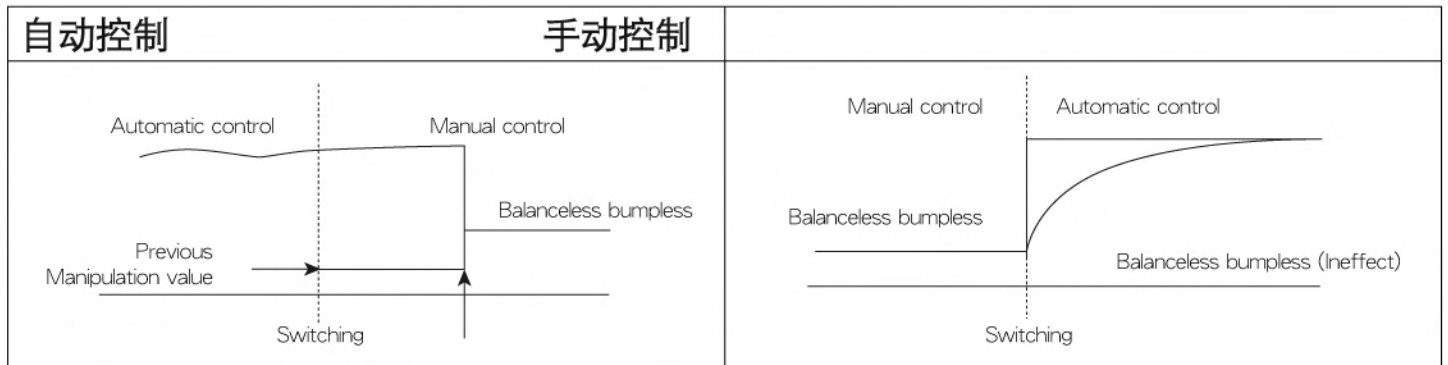 自动控制 手动控制
Automatic control Manual control
Balanceless bumpless
Previous
Manipulation value
Switching
Manual control Automatic control
Balanceless bumpless
Balanceless bumpless (Ineffect)
Switching